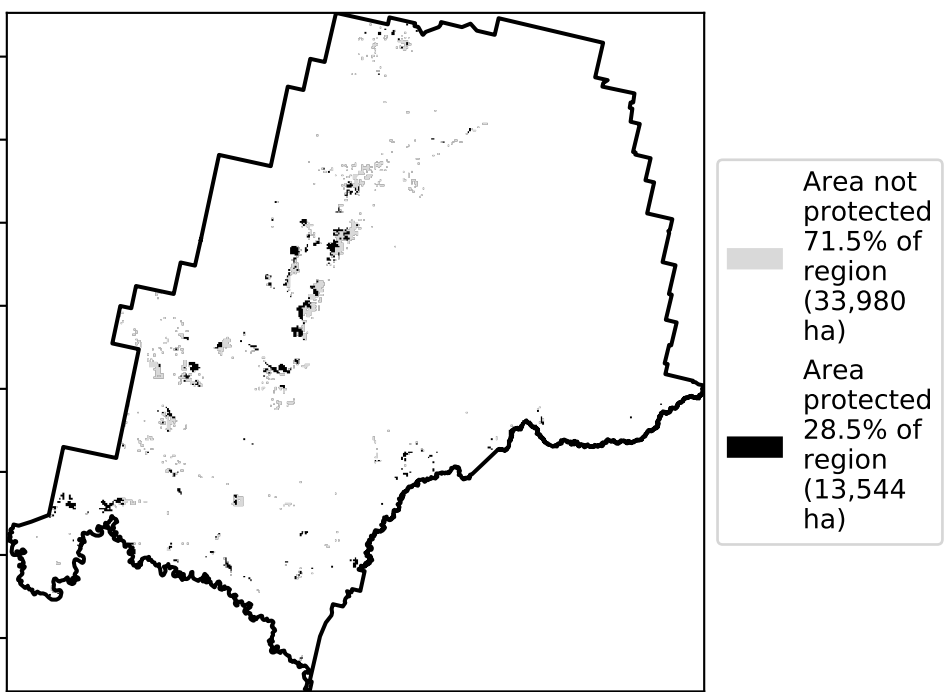 Area not
protected
71.5% of
region
(33,980
ha)
Area
protected
28.5% of
region
(13,544
ha)